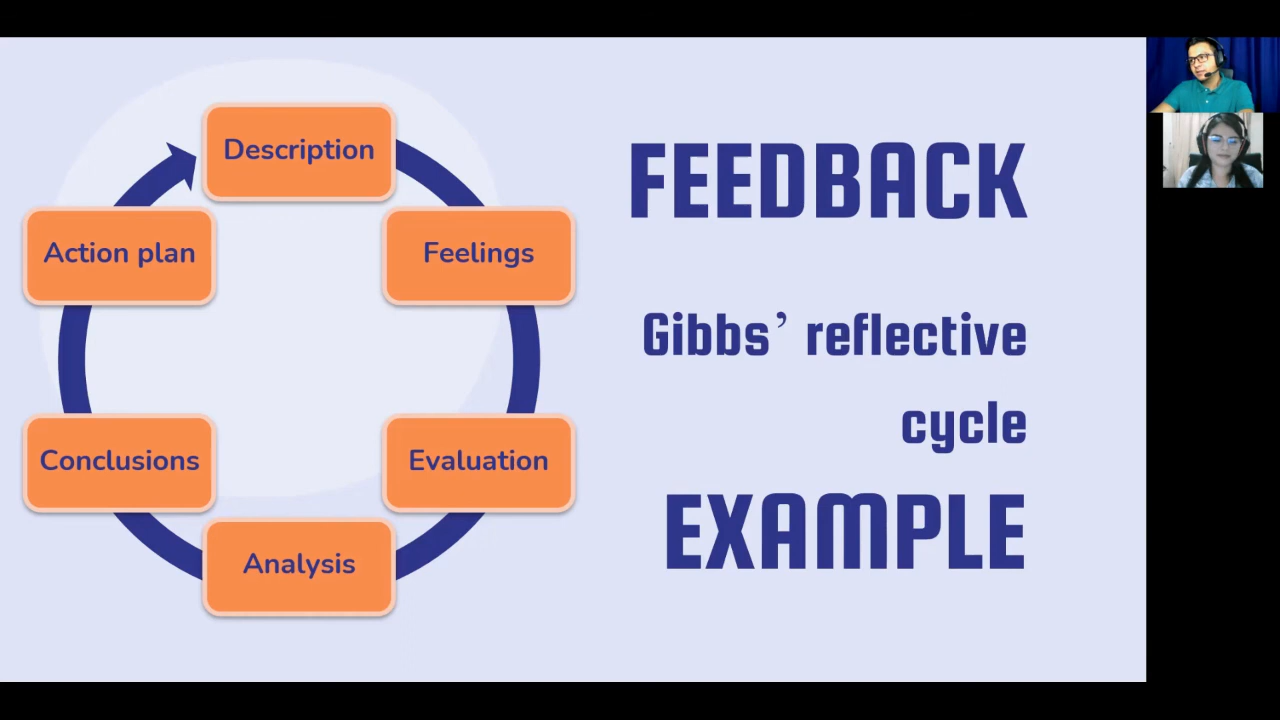 Description
Action plan
Feelings
Conclusions
Evaluation
Analysis
FEEDBACK
Gibbs’ reflective
cycle
EXAMPLE